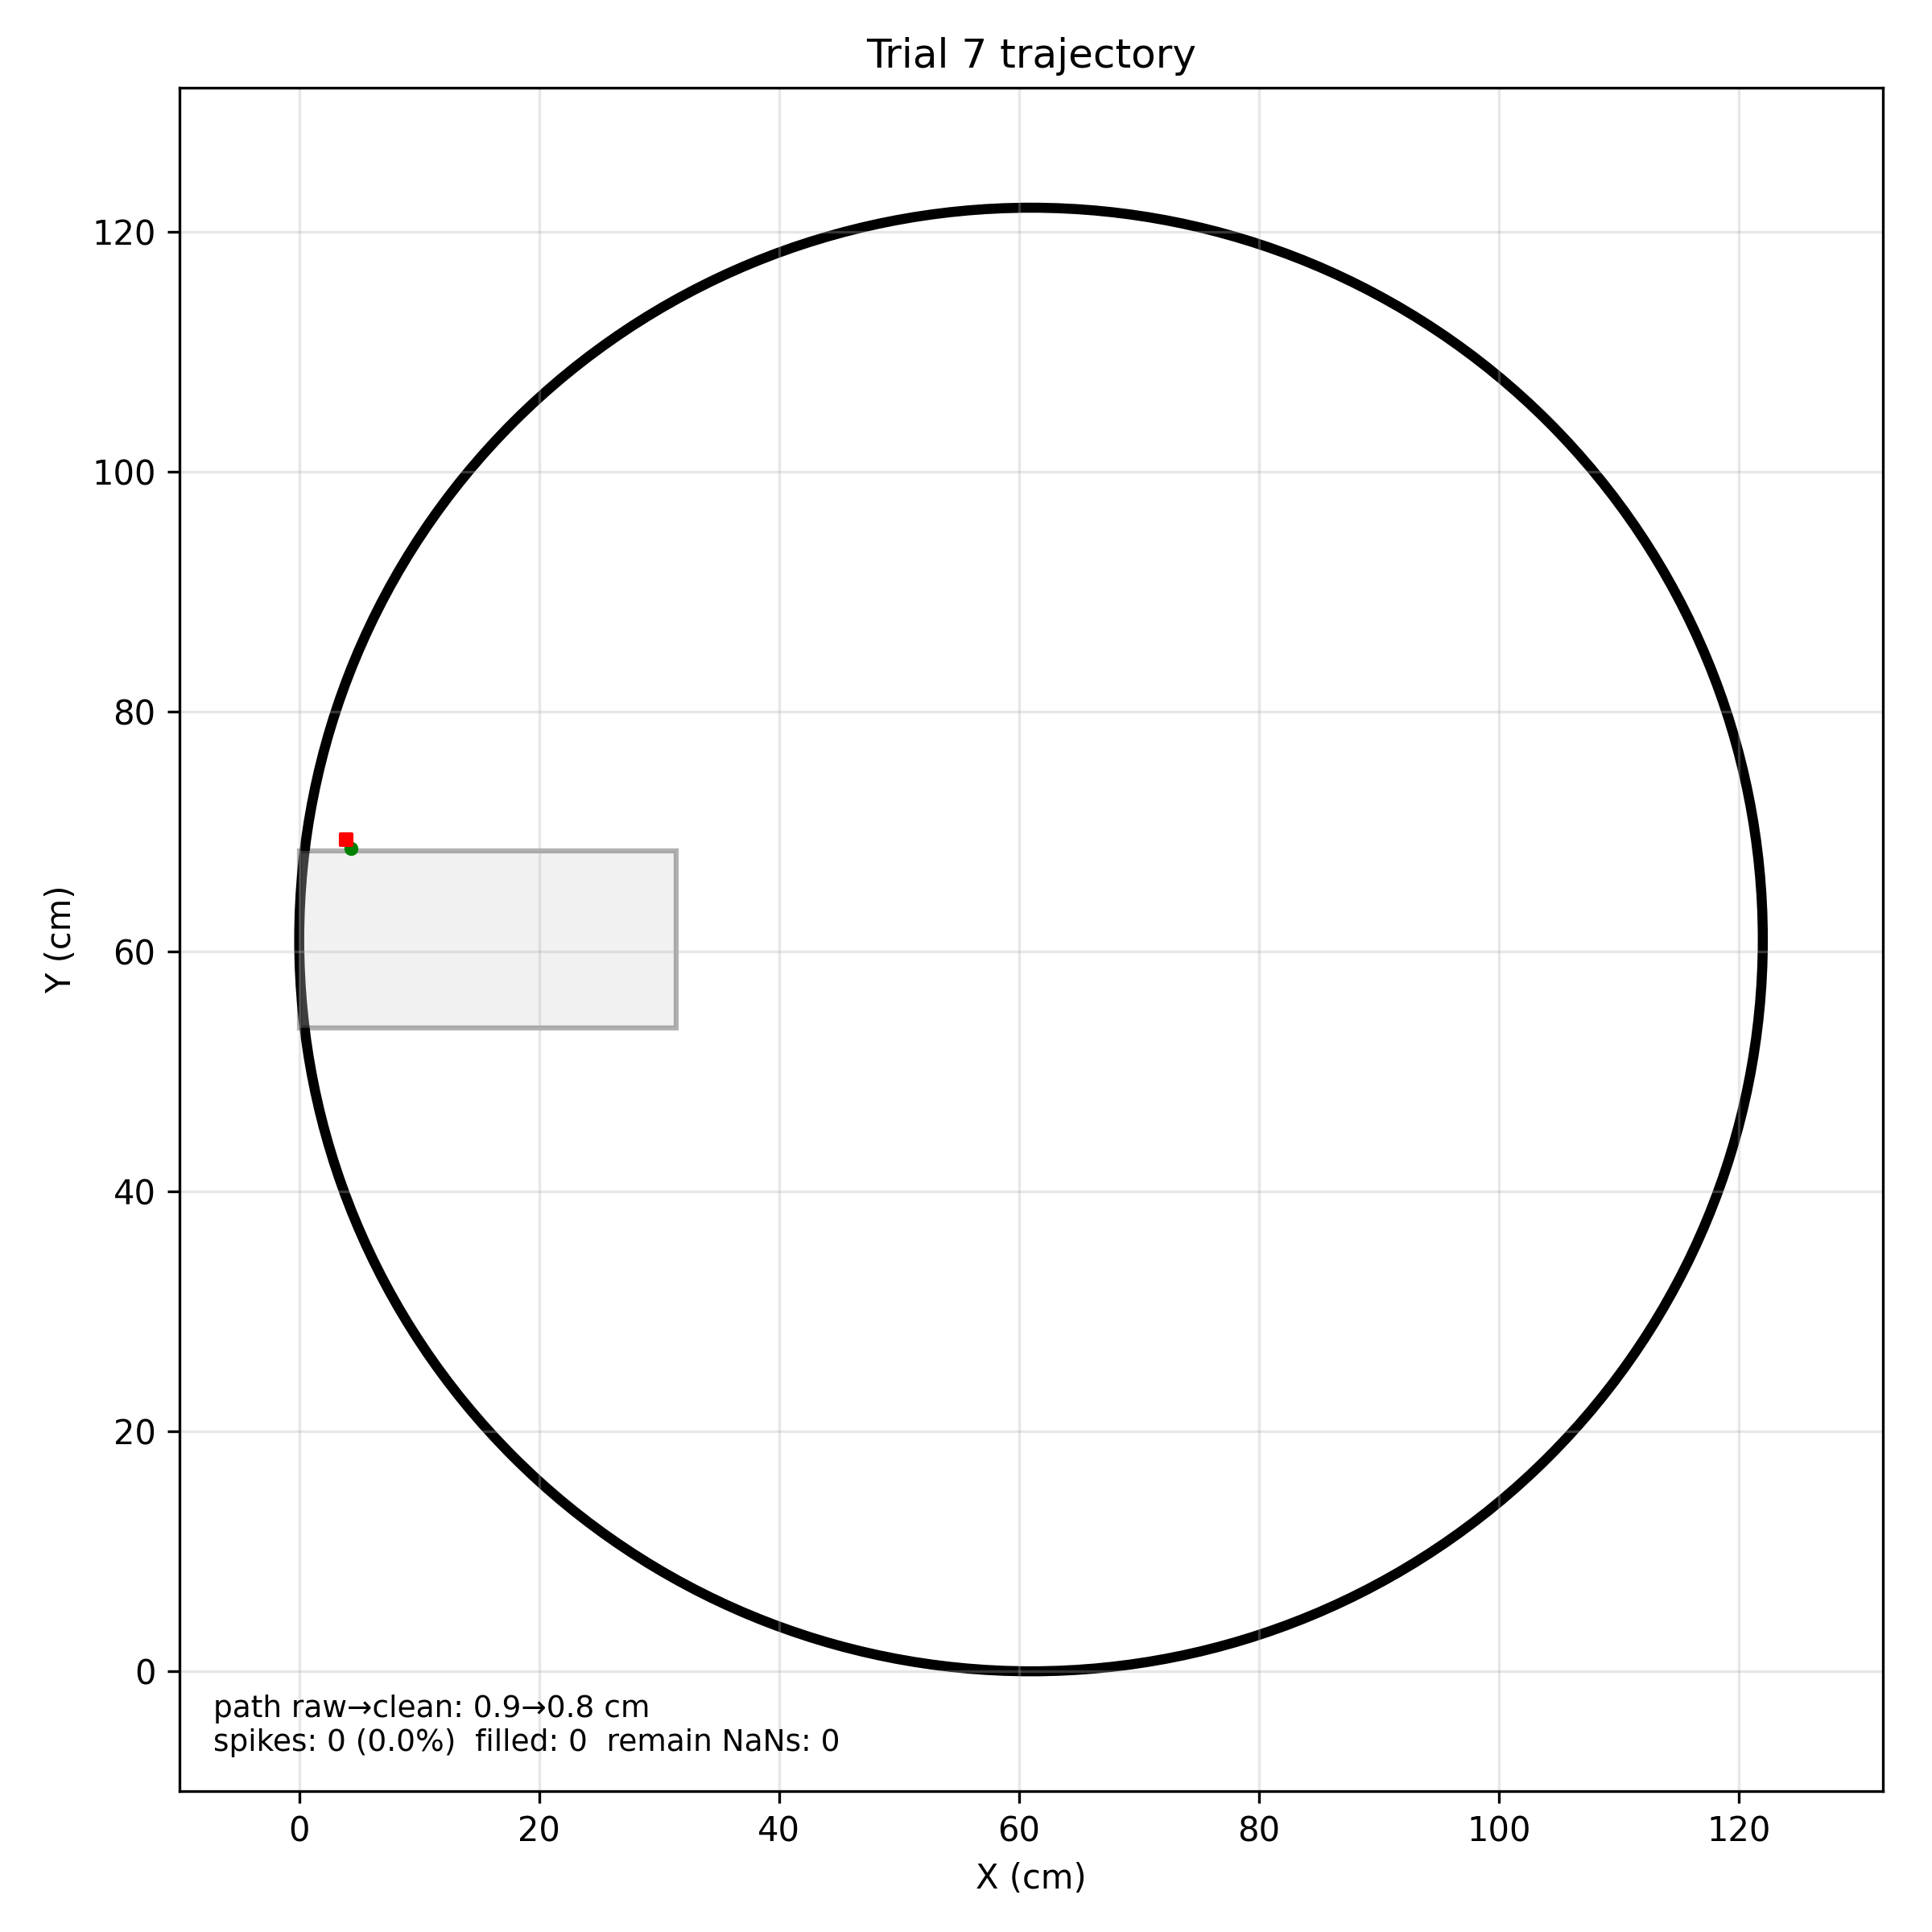 Trial 7 trajectory
Y (cm)
120
100
80
60
40
20
0
path raw→clean: 0.9→0.8 cm
spikes: 0 (0.0%)  filled: 0  remain NaNs: 0
0 20 40 60 80 100 120
X (cm)